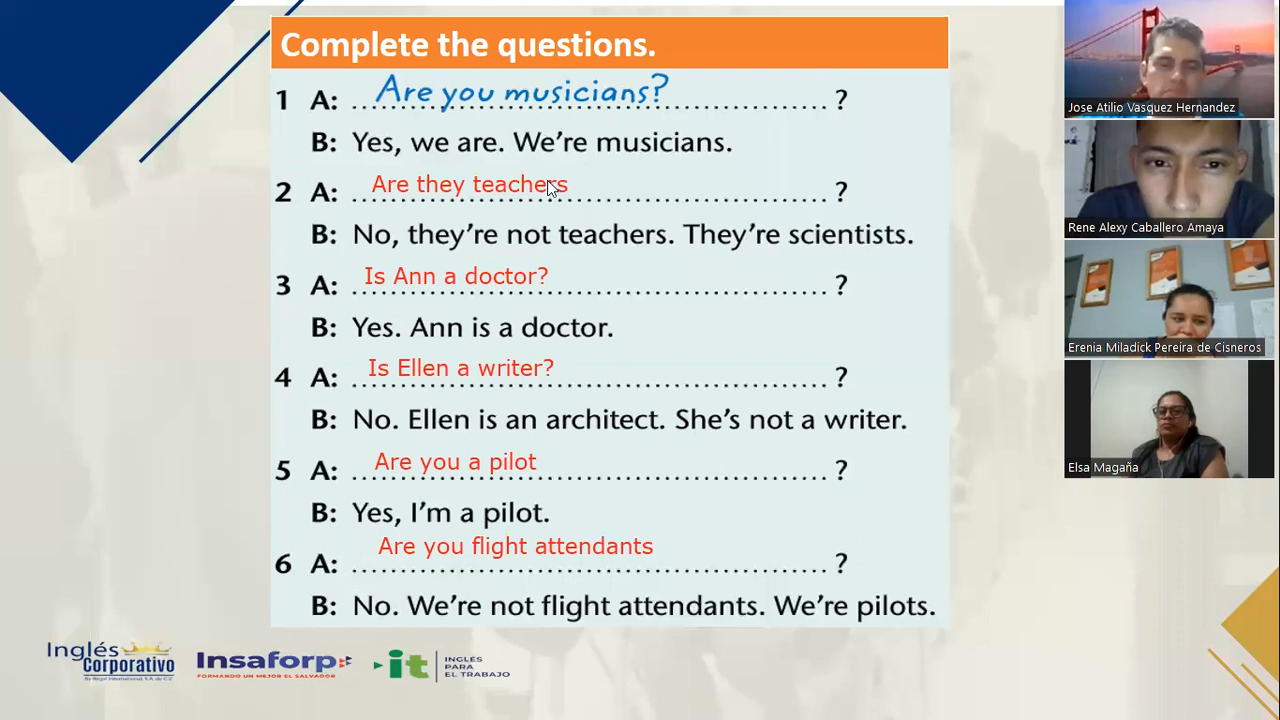 Complete the questions.
Are you musicians?
1 A: ?
B: Yes, we are. We're musicians.
Are they teachers
2 A: ?
B: No, they're not teachers. They're scientists.
Is Ann a doctor?
3 A: ?
B: Yes. Ann is a doctor.
Is Ellen a writer?
4 A: ?
B: No. Ellen is an architect. She's not a writer.
Are you a pilot
5 A: ?
B: Yes, I'm a pilot.
Are you flight attendants
6 A: ?
B: No. We're not flight attendants. We're pilots.
Jose Atilio Vasquez Hernandez
Rene Alexy Caballero Amaya
Erenia Miladick Pereira de Cisneros
Elsa Magaña
Inglés
Corporativo
Insaforp
FORMANDO UN MEJOR EL SALVADOR
it
INGLÉS
PARA
EL TRABAJO